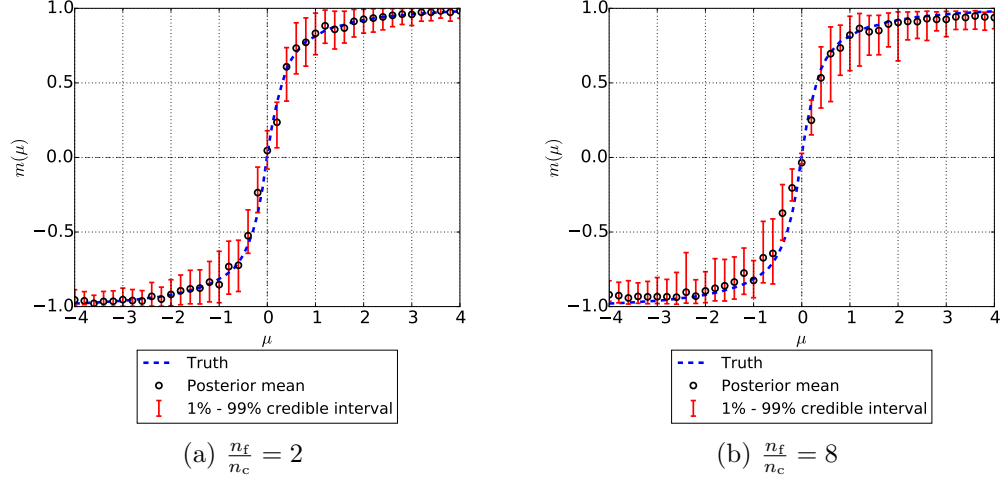 1.0
0.5
0.0
−0.5
−1.0
−4 −3 −2 −1 0 1 2 3 4
m(μ)
μ
Truth
Posterior mean
1% - 99% credible interval
(a) n_f/n_c = 2
1.0
0.5
0.0
−0.5
−1.0
−4 −3 −2 −1 0 1 2 3 4
m(μ)
μ
Truth
Posterior mean
1% - 99% credible interval
(b) n_f/n_c = 8